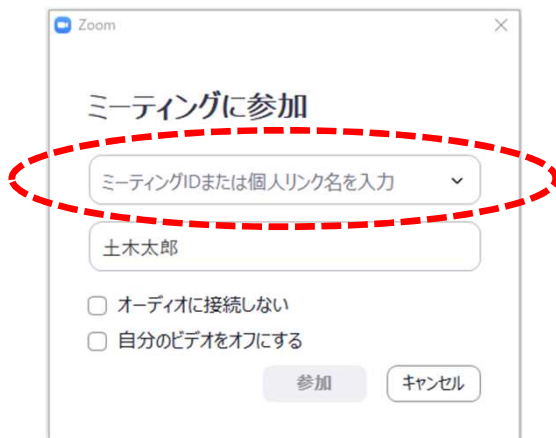 Zoom
ミーティングに参加
ミーティングIDまたは個人リンク名を入力
土木太郎
オーディオに接続しない
自分のビデオをオフにする
参加 キャンセル